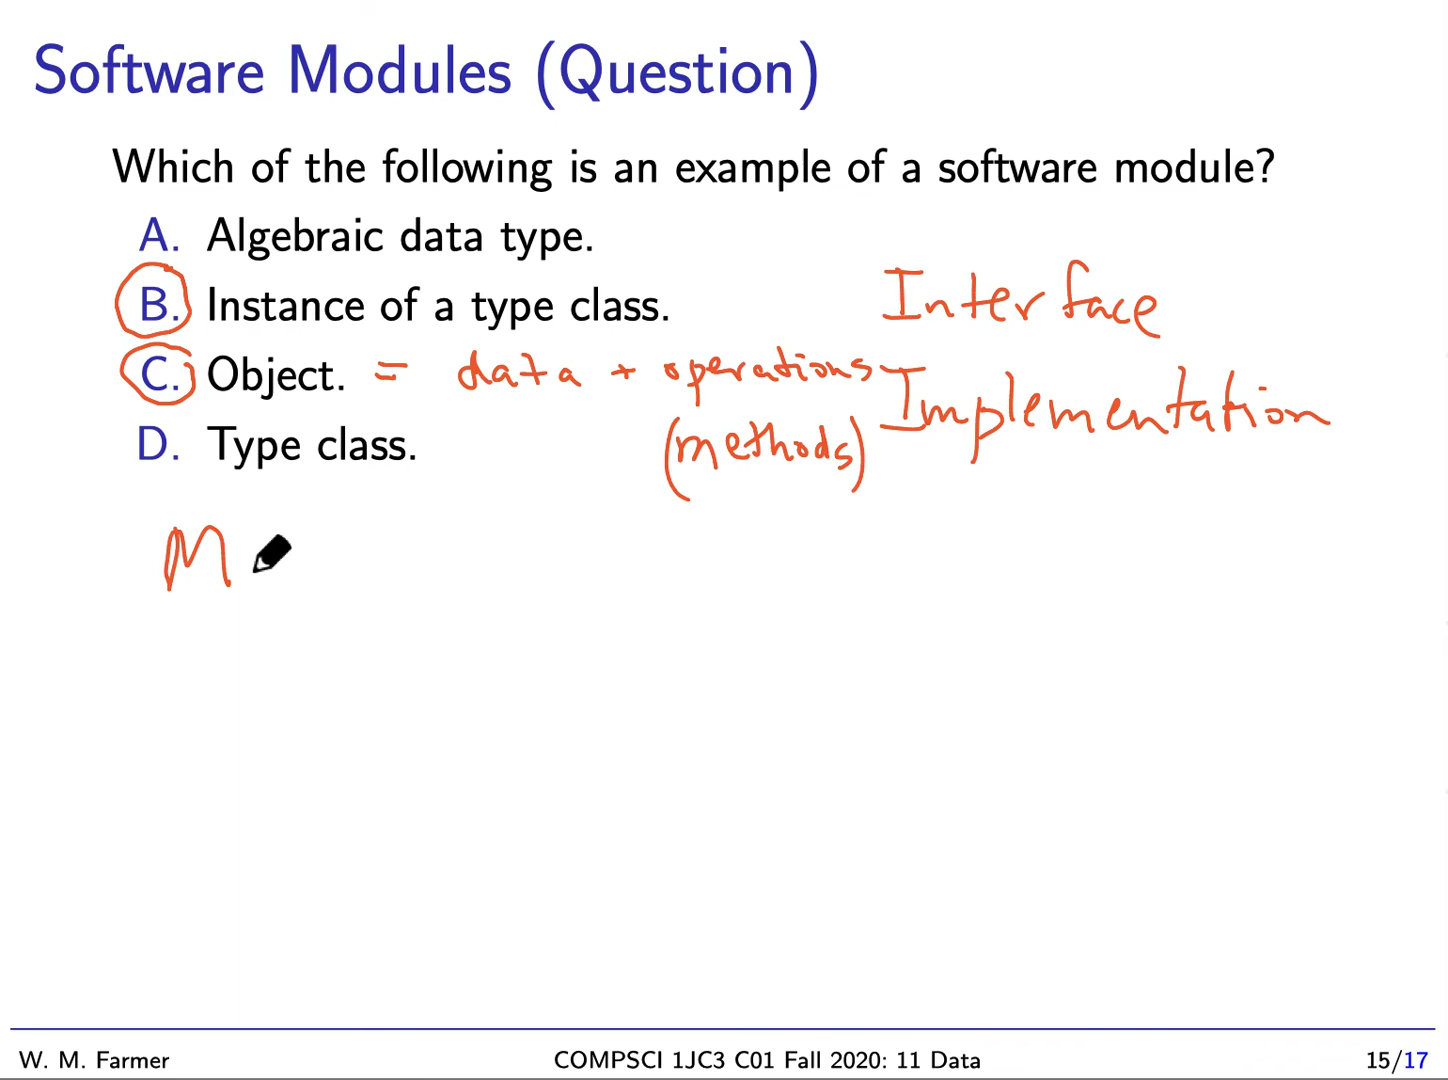 Software Modules (Question)
Which of the following is an example of a software module?
A. Algebraic data type.
B. Instance of a type class.
Interface
C. Object. = data + operations
Implementation
(methods)
D. Type class.
M
W. M. Farmer COMPSCI 1JC3 C01 Fall 2020: 11 Data 15/17